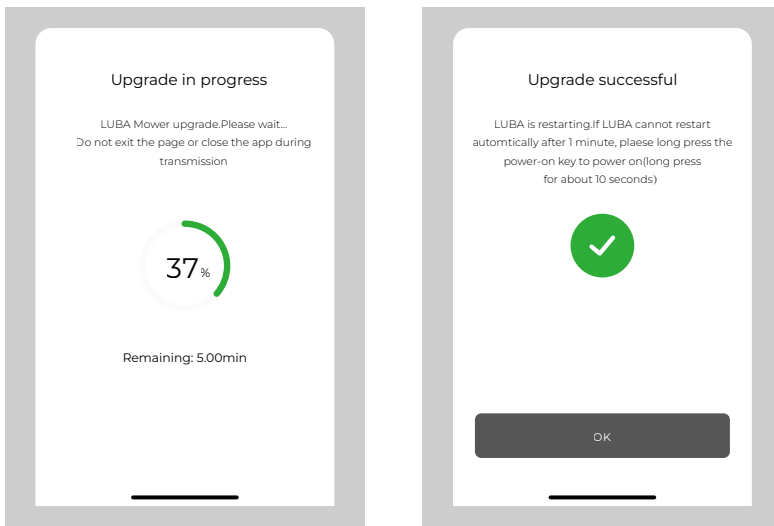 Upgrade in progress
LUBA Mower upgrade.Please wait...
Do not exit the page or close the app during
transmission
37%
Remaining: 5.00min
Upgrade successful
LUBA is restarting.If LUBA cannot restart
automtically after 1 minute, plaese long press the
power-on key to power on(long press
for about 10 seconds)
OK